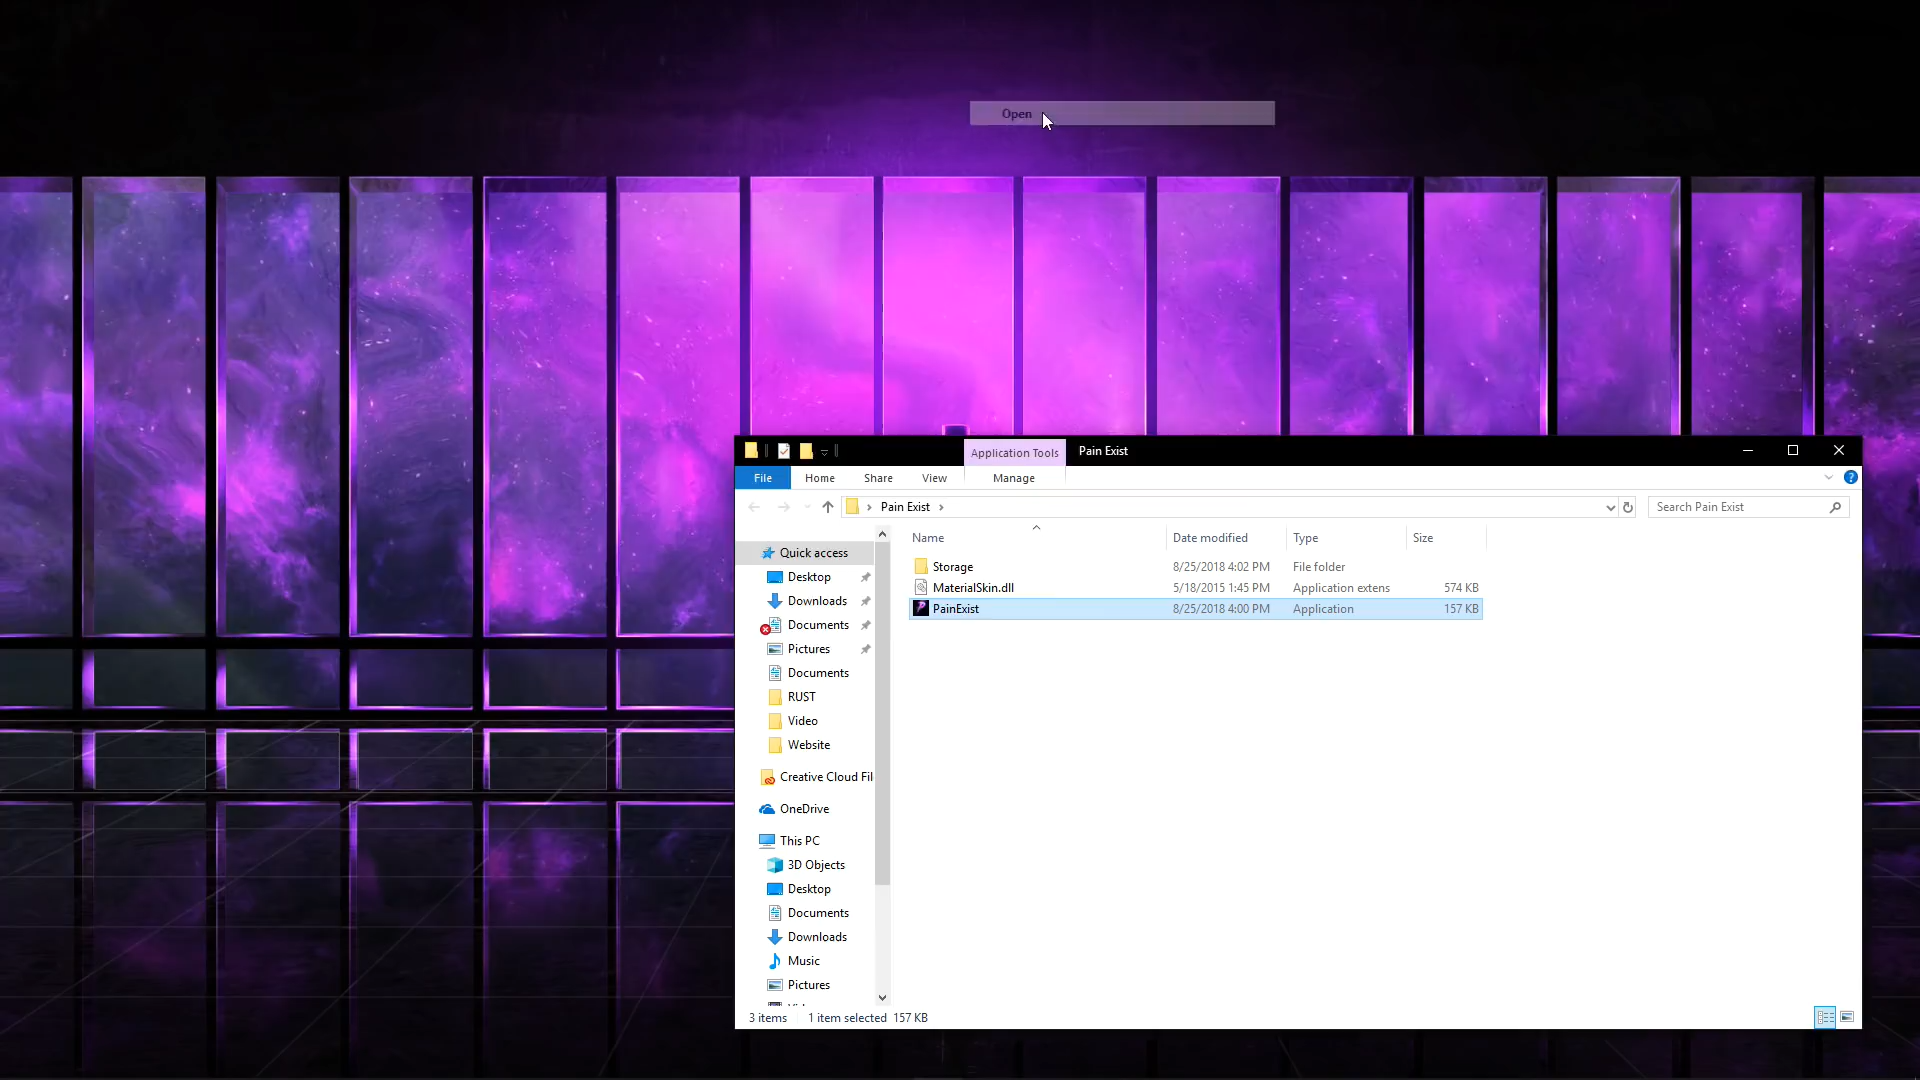 Open
Application Tools
Pain Exist
File
Home
Share
View
Manage
Pain Exist
Search Pain Exist
Name
Date modified
Type
Size
Storage
8/25/2018 4:02 PM
File folder
MaterialSkin.dll
5/18/2015 1:45 PM
Application extens
574 KB
PainExist
8/25/2018 4:00 PM
Application
157 KB
Quick access
Desktop
Downloads
Documents
Pictures
Documents
RUST
Video
Website
Creative Cloud Fil
OneDrive
This PC
3D Objects
Desktop
Documents
Downloads
Music
Pictures
3 items
1 item selected 157 KB